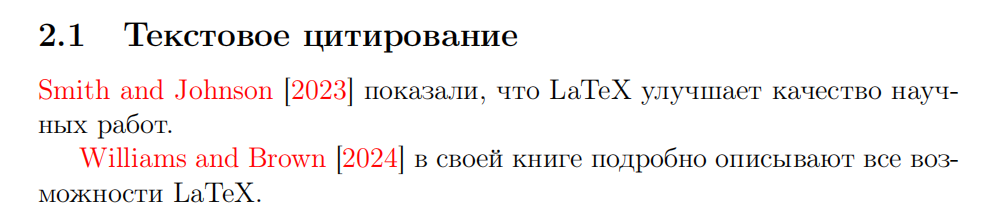 2.1 Текстовое цитирование
Smith and Johnson [2023] показали, что LaTeX улучшает качество науч-
ных работ.
Williams and Brown [2024] в своей книге подробно описывают все воз-
можности LaTeX.